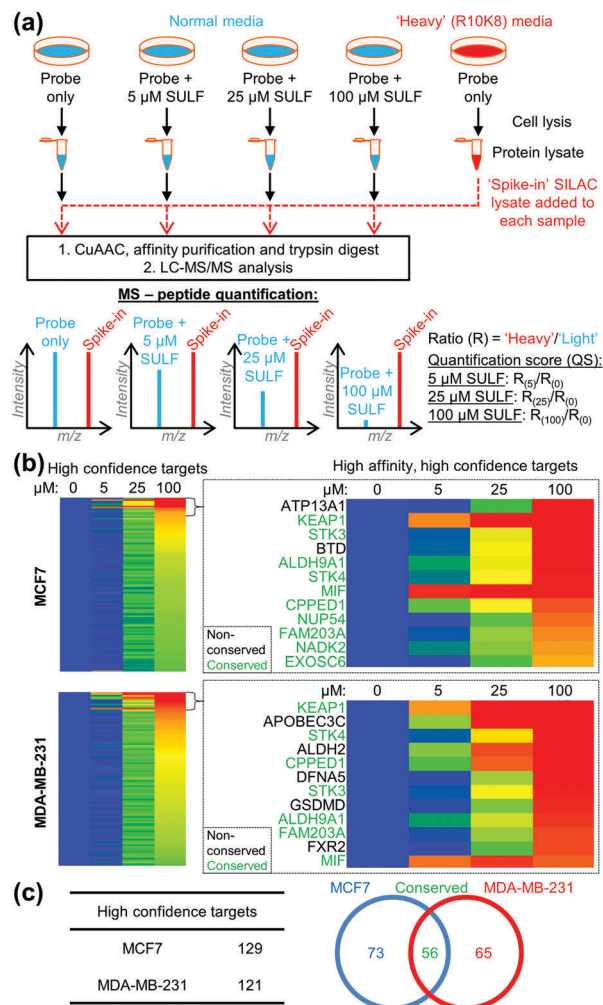 (a)
Normal media
'Heavy' (R10K8) media
Probe only
Probe + 5 µM SULF
Probe + 25 µM SULF
Probe + 100 µM SULF
Probe only
Cell lysis
Protein lysate
'Spike-in' SILAC
lysate added to
each sample
1. CuAAC, affinity purification and trypsin digest
2. LC-MS/MS analysis
MS – peptide quantification:
Intensity
Probe only
Spike-in
m/z
Intensity
Probe + 5 µM SULF
Spike-in
m/z
Intensity
Probe + 25 µM SULF
Spike-in
m/z
Intensity
Probe + 100 µM SULF
Spike-in
m/z
Ratio (R) = 'Heavy'/'Light'
Quantification score (QS):
5 µM SULF: R(5)/R(0)
25 µM SULF: R(25)/R(0)
100 µM SULF: R(100)/R(0)
(b)
High confidence targets
µM: 0 5 25 100
MCF7
High affinity, high confidence targets
µM: 0 5 25 100
ATP13A1
KEAP1
STK3
BTD
ALDH9A1
STK4
MIF
CPPED1
NUP54
FAM203A
NADK2
EXOSC6
Non-
conserved
Conserved
MDA-MB-231
µM: 0 5 25 100
KEAP1
APOBEC3C
STK4
ALDH2
CPPED1
DFNA5
STK3
GSDMD
ALDH9A1
FAM203A
FXR2
MIF
Non-
conserved
Conserved
(c)
High confidence targets
MCF7 129
MDA-MB-231 121
MCF7 Conserved MDA-MB-231
73 56 65